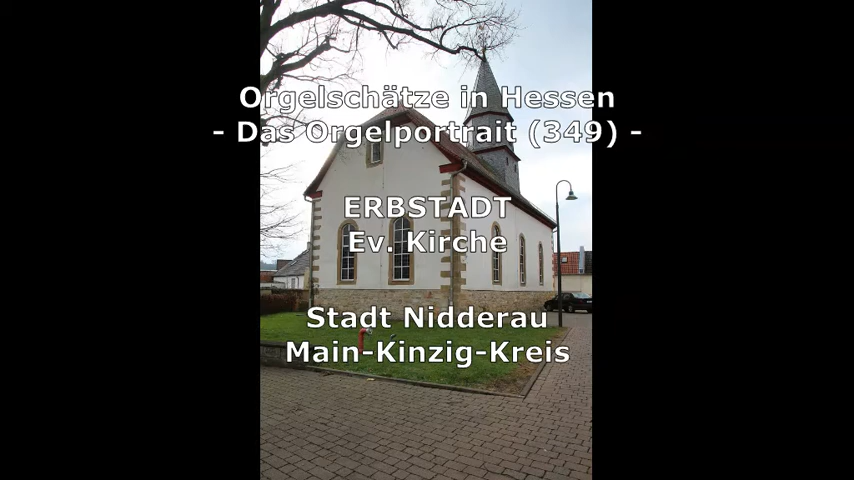 Orgelschätze in Hessen
- Das Orgelportrait (349) -
ERBSTADT
Ev. Kirche
Stadt Nidderau
Main-Kinzig-Kreis